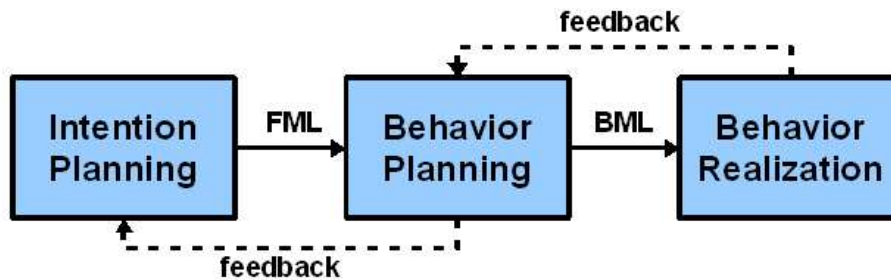 feedback
Intention
Planning
FML
Behavior
Planning
BML
Behavior
Realization
feedback